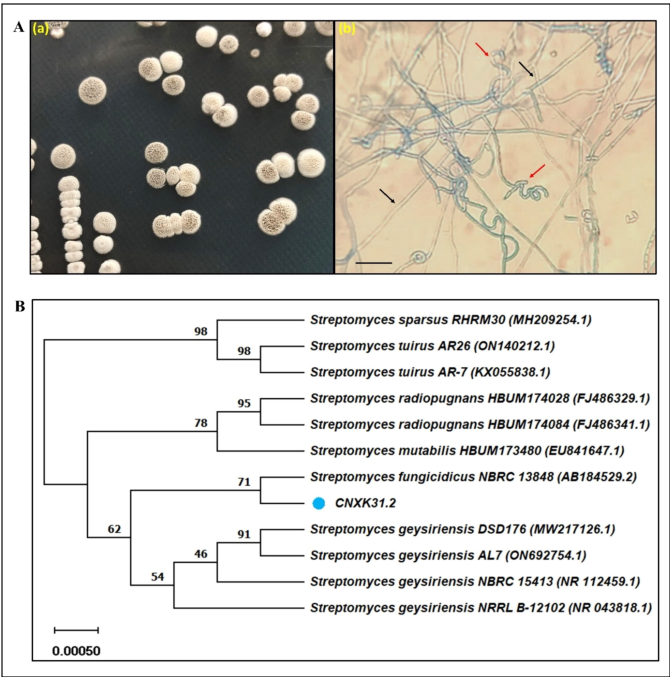 A
(a)
(b)
B
98
Streptomyces sparsus RHRM30 (MH209254.1)
Streptomyces tuirus AR26 (ON140212.1)
98
Streptomyces tuirus AR-7 (KX055838.1)
Streptomyces radiopugnans HBUM174028 (FJ486329.1)
95
78
Streptomyces radiopugnans HBUM174084 (FJ486341.1)
Streptomyces mutabilis HBUM173480 (EU841647.1)
Streptomyces fungicidicus NBRC 13848 (AB184529.2)
71
CNXK31.2
62
Streptomyces geysiriensis DSD176 (MW217126.1)
91
46
Streptomyces geysiriensis AL7 (ON692754.1)
54
Streptomyces geysiriensis NBRC 15413 (NR 112459.1)
Streptomyces geysiriensis NRRL B-12102 (NR 043818.1)
0.00050